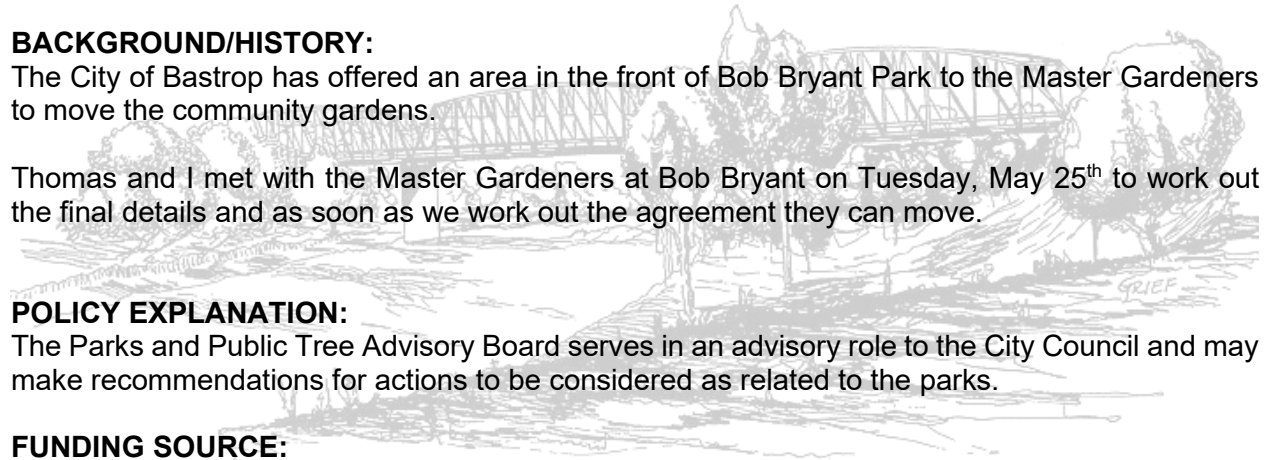 BACKGROUND/HISTORY:
The City of Bastrop has offered an area in the front of Bob Bryant Park to the Master Gardeners
to move the community gardens.
Thomas and I met with the Master Gardeners at Bob Bryant on Tuesday, May 25th to work out
the final details and as soon as we work out the agreement they can move.
GRIEF
POLICY EXPLANATION:
The Parks and Public Tree Advisory Board serves in an advisory role to the City Council and may
make recommendations for actions to be considered as related to the parks.
FUNDING SOURCE: